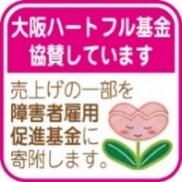 大阪ハートフル基金
協賛しています
売上げの一部を
障害者雇用
促進基金に
寄附します。